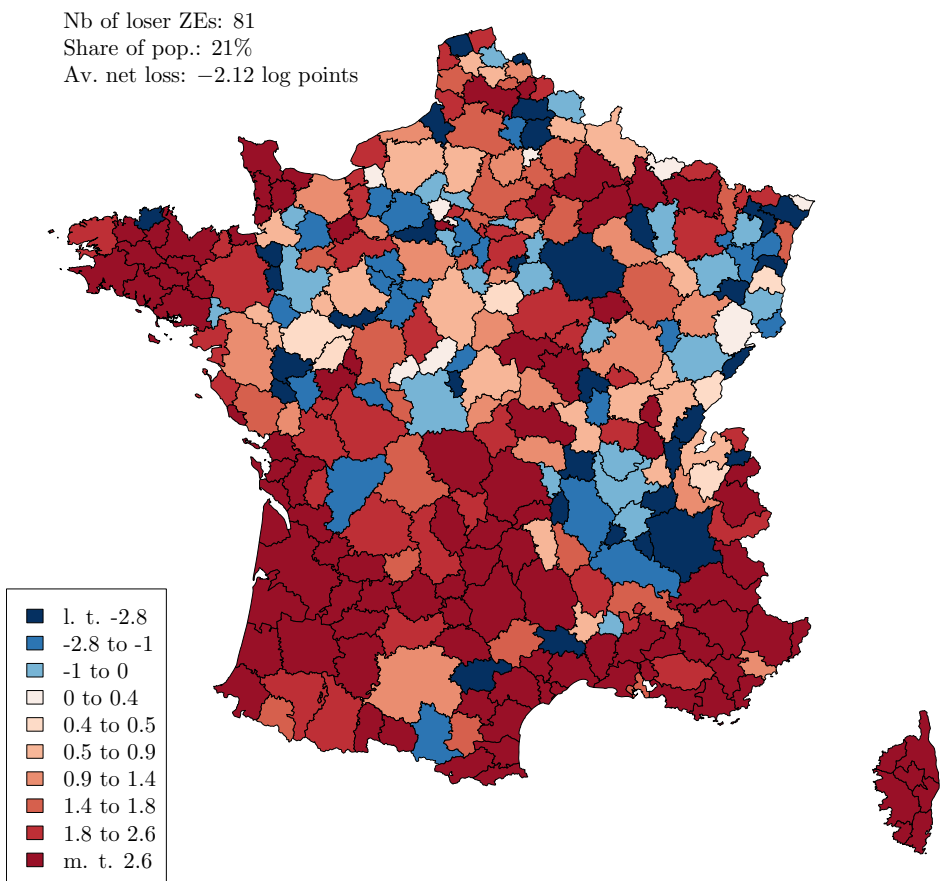 Nb of loser ZEs: 81
Share of pop.: 21%
Av. net loss: −2.12 log points
l. t. -2.8
-2.8 to -1
-1 to 0
0 to 0.4
0.4 to 0.5
0.5 to 0.9
0.9 to 1.4
1.4 to 1.8
1.8 to 2.6
m. t. 2.6